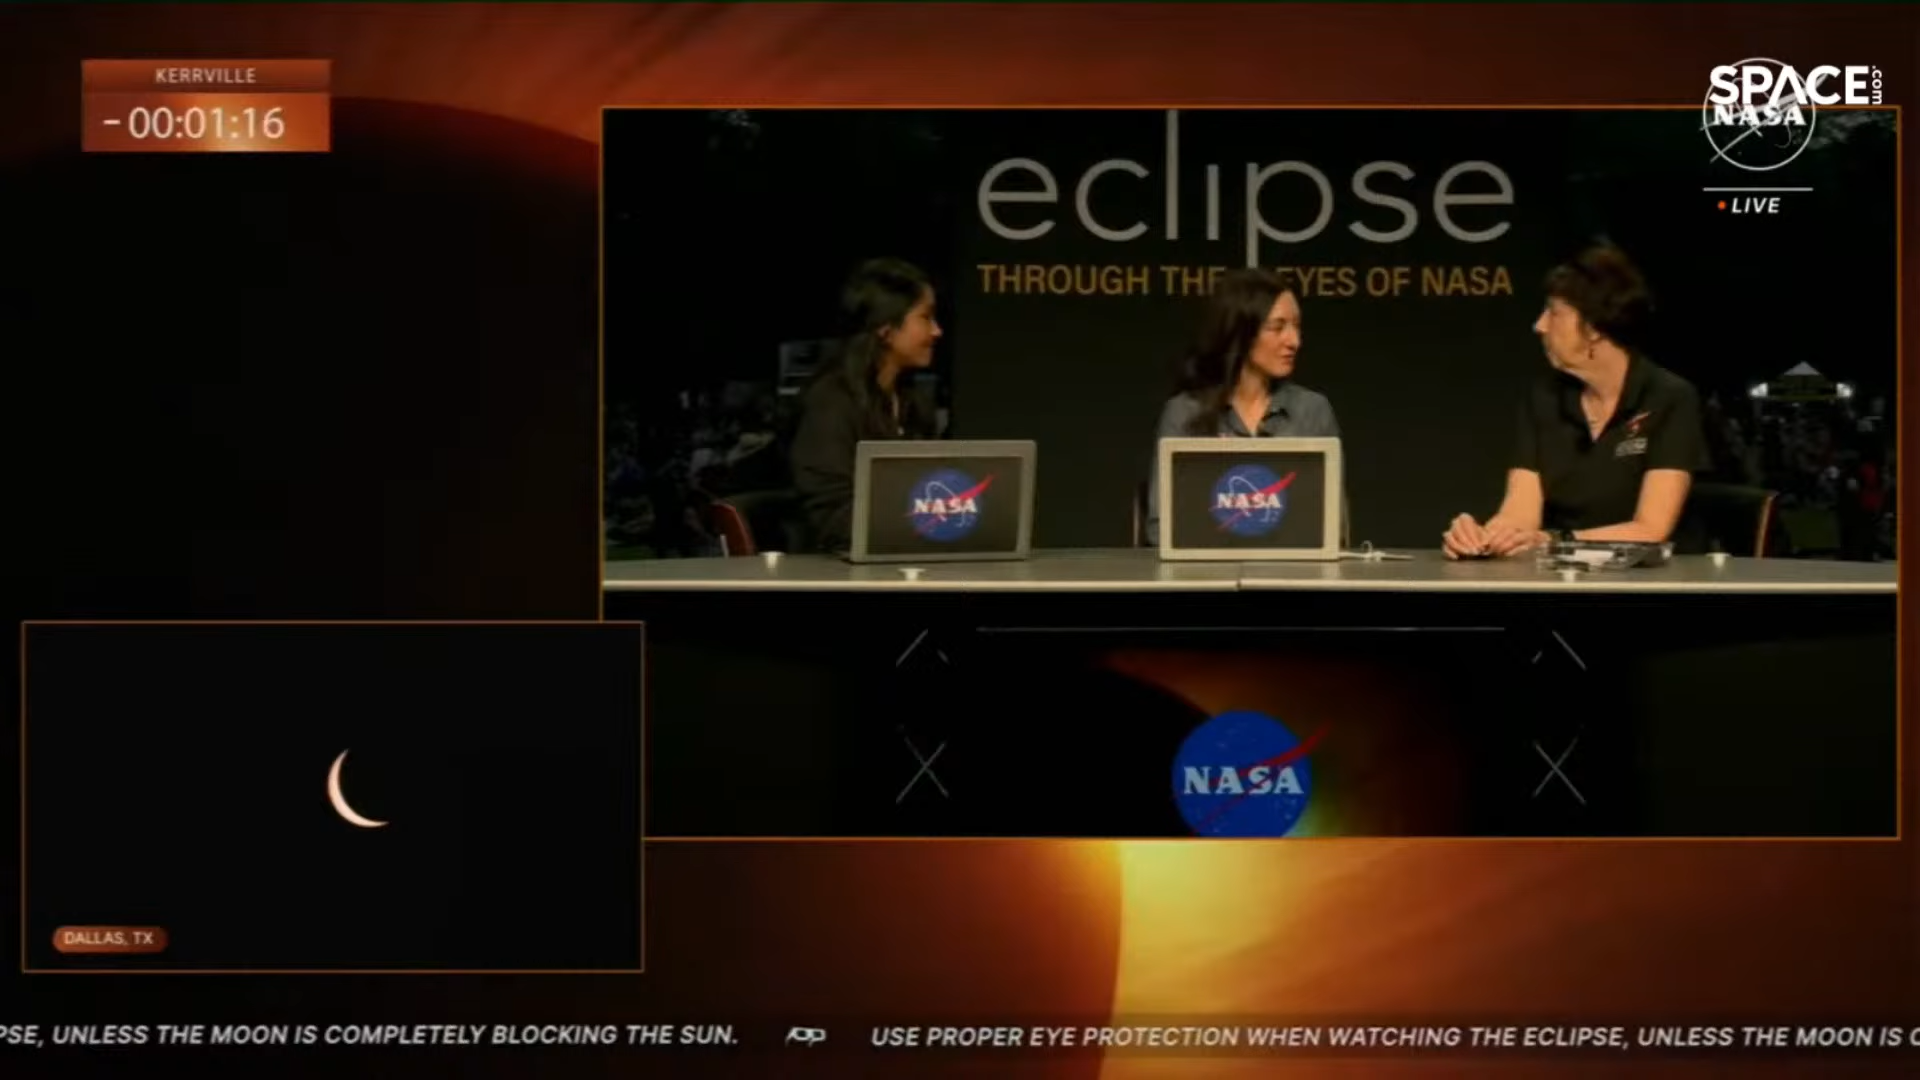 KERRVILLE
-00:01:16
SPACE.com
NASA
• LIVE
eclipse
THROUGH THE EYES OF NASA
NASA
NASA
NASA
DALLAS, TX
PSE, UNLESS THE MOON IS COMPLETELY BLOCKING THE SUN.
USE PROPER EYE PROTECTION WHEN WATCHING THE ECLIPSE, UNLESS THE MOON IS C